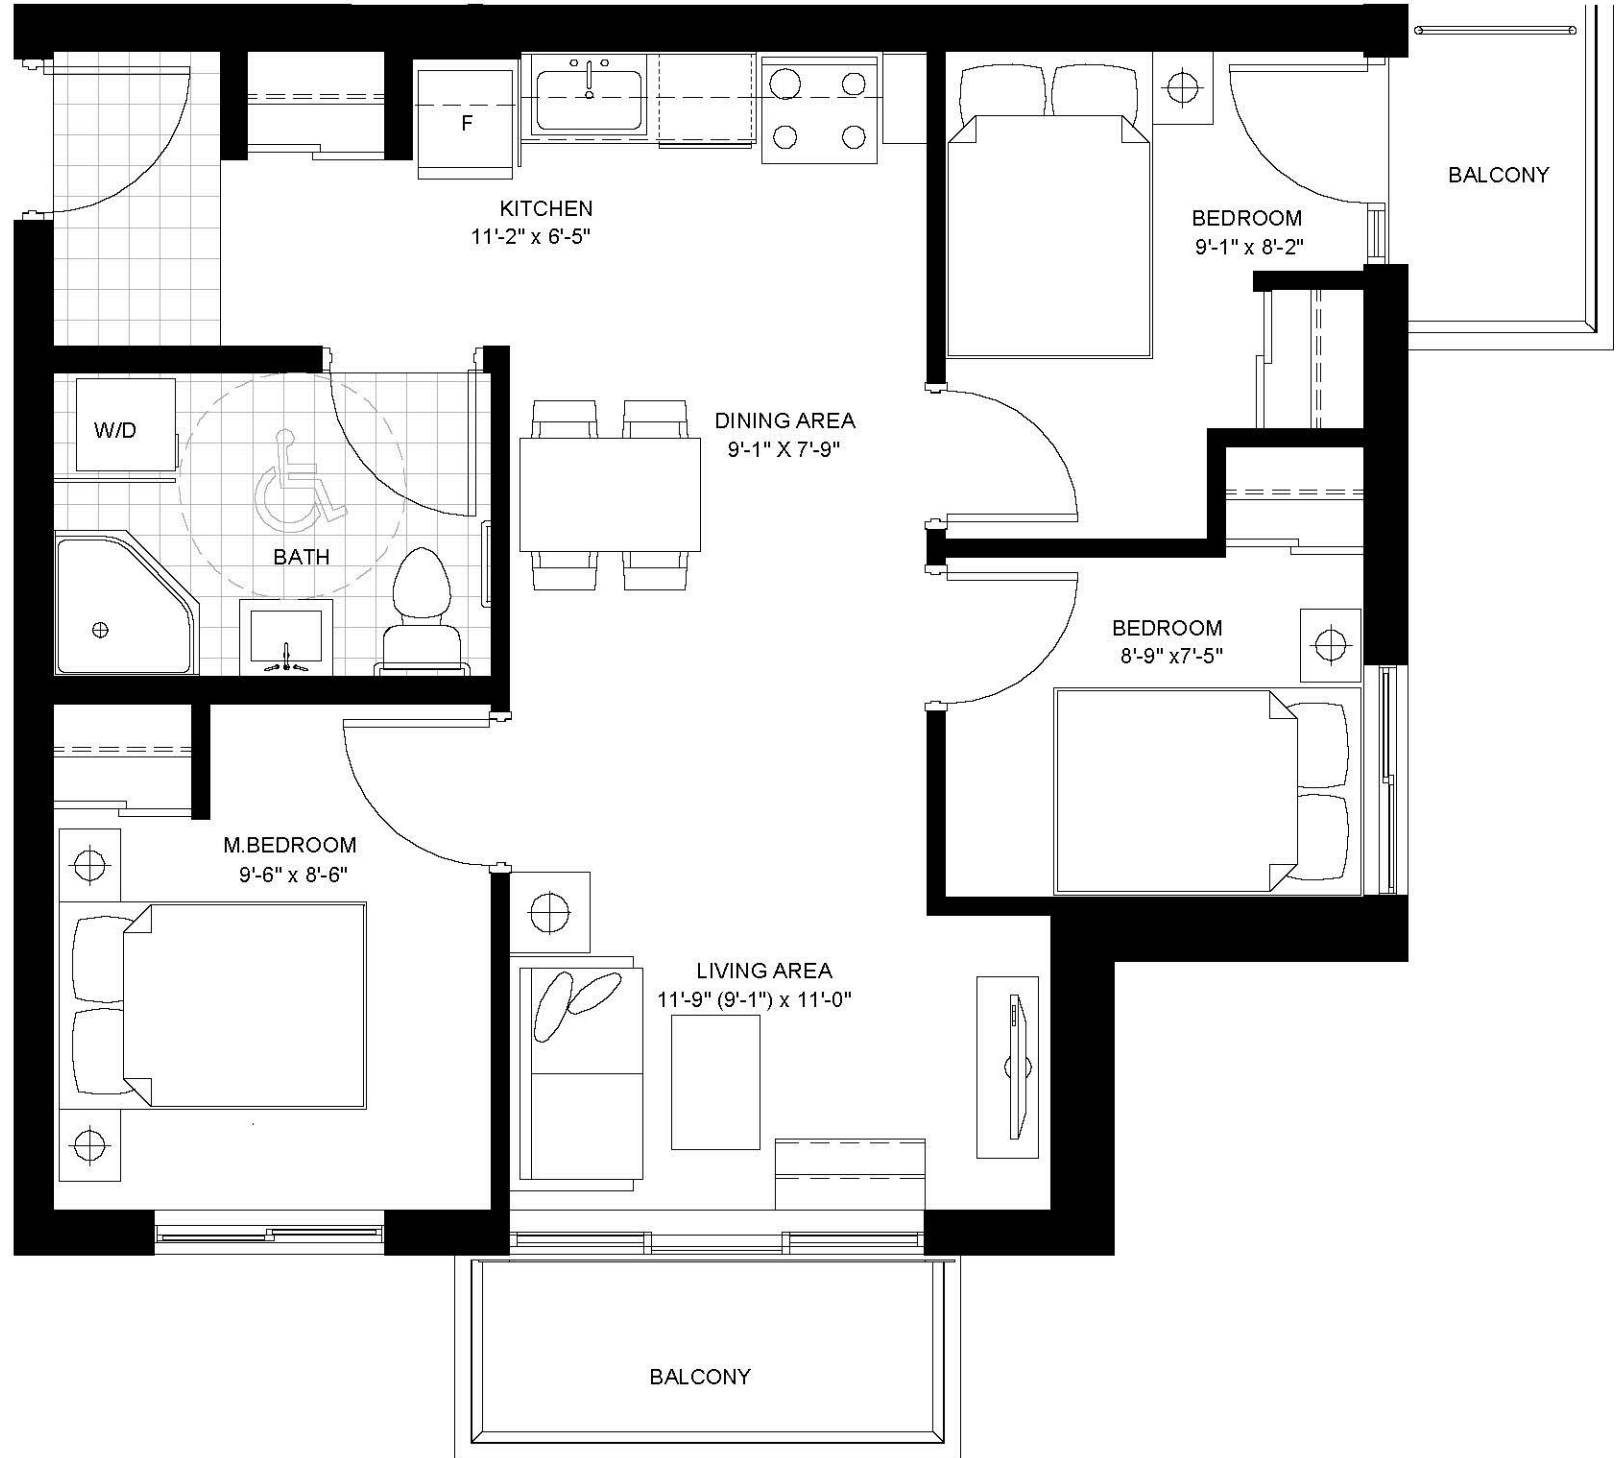 F
KITCHEN
11'-2" x 6'-5"
BALCONY
BEDROOM
9'-1" x 8'-2"
W/D
BATH
DINING AREA
9'-1" X 7'-9"
BEDROOM
8'-9" x7'-5"
M.BEDROOM
9'-6" x 8'-6"
LIVING AREA
11'-9" (9'-1") x 11'-0"
BALCONY